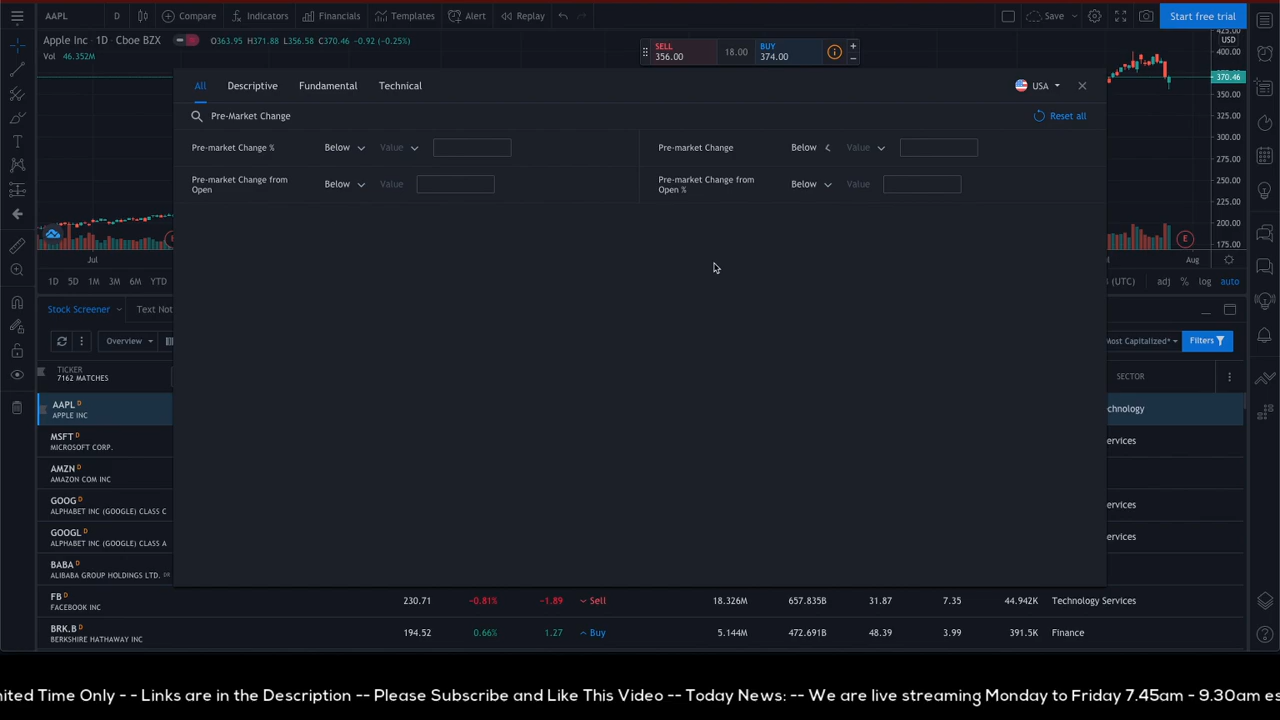 AAPL D Compare Indicators Financials Templates Alert Replay Save Start free trial
Apple Inc • 1D • Cboe BZX O363.95 H371.88 L356.58 C370.46 −0.92 (−0.25%)
Vol 46.352M
SELL
356.00
18.00
BUY
374.00
USD
425.00
400.00
370.46
350.00
325.00
300.00
275.00
250.00
225.00
200.00
175.00
All Descriptive Fundamental Technical USA
Pre-Market Change Reset all
Pre-market Change % Below Value Pre-market Change Below Value
Pre-market Change from
Open
Below Value
Pre-market Change from
Open %
Below Value
E
Jul Aug
1D 5D 1M 3M 6M YTD (UTC) adj % log auto
Stock Screener Text Not
Overview Most Capitalized* Filters
TICKER
7162 MATCHES
SECTOR
AAPL D
APPLE INC
chnology
MSFT D
MICROSOFT CORP.
ervices
AMZN D
AMAZON COM INC
GOOG D
ALPHABET INC (GOOGLE) CLASS C
ervices
GOOGL D
ALPHABET INC (GOOGLE) CLASS A
ervices
BABA D
ALIBABA GROUP HOLDINGS LTD.
FB D
FACEBOOK INC
230.71 −0.81% −1.89 Sell 18.326M 657.835B 31.87 7.35 44.942K Technology Services
BRK.B D
BERKSHIRE HATHAWAY INC
194.52 0.66% 1.27 Buy 5.144M 472.691B 48.39 3.99 391.5K Finance
nited Time Only - - Links are in the Description -- Please Subscribe and Like This Video -- Today News: -- We are live streaming Monday to Friday 7.45am - 9.30am es